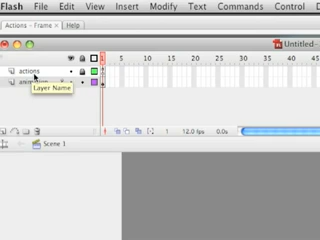 Flash File Edit View Insert Modify Text Commands Control D
Actions - Frame × Help
Untitled-
1 5 10 15 20 25 30 35 40 45
actions
Layer Name
1 12.0 fps 0.0s
Scene 1